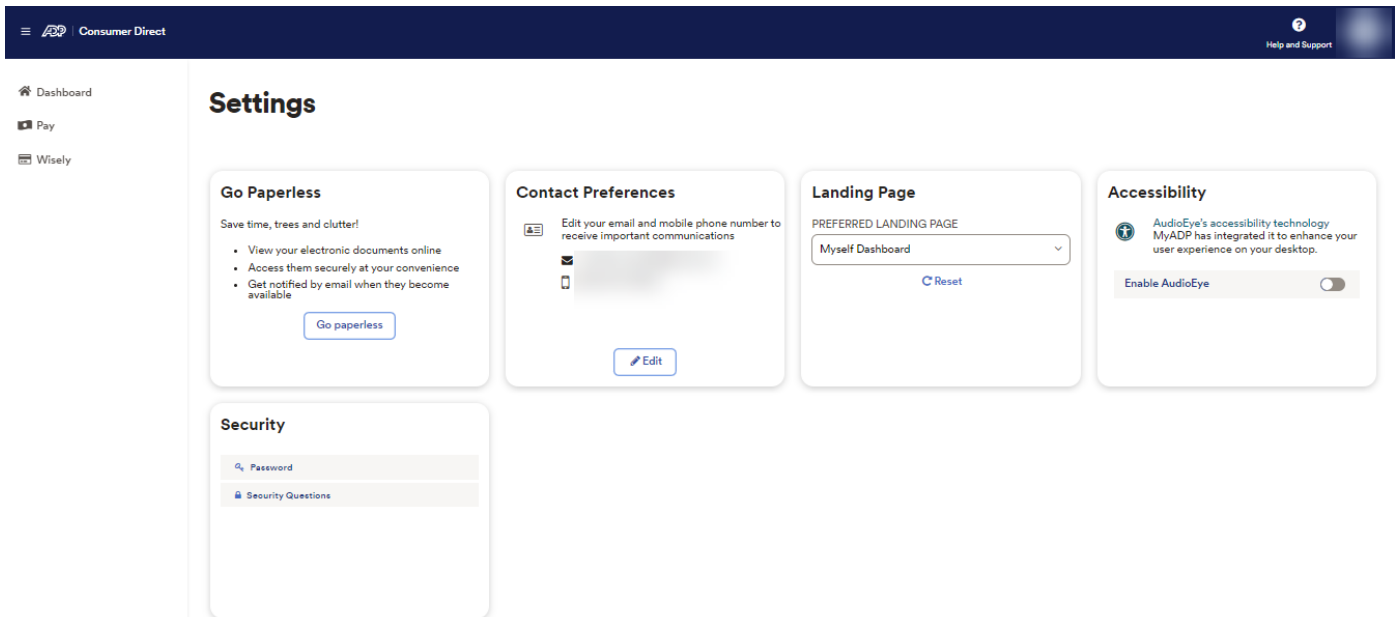 ADP | Consumer Direct
Help and Support
Dashboard
Pay
Wisely
Settings
Go Paperless
Save time, trees and clutter!
• View your electronic documents online
• Access them securely at your convenience
• Get notified by email when they become
available
Go paperless
Contact Preferences
Edit your email and mobile phone number to
receive important communications
Edit
Landing Page
PREFERRED LANDING PAGE
Myself Dashboard
Reset
Accessibility
AudioEye's accessibility technology
MyADP has integrated it to enhance your
user experience on your desktop.
Enable AudioEye
Security
Password
Security Questions